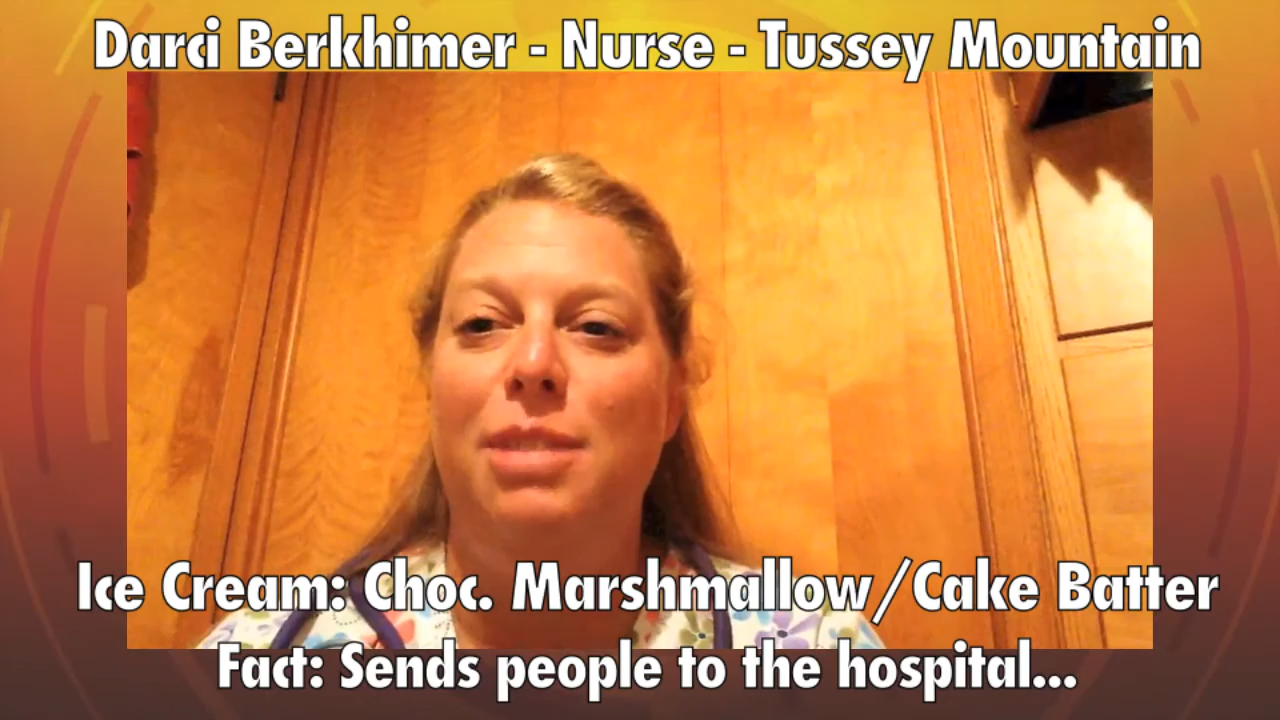 Darci Berkhimer - Nurse - Tussey Mountain
Ice Cream: Choc. Marshmallow/Cake Batter
Fact: Sends people to the hospital...